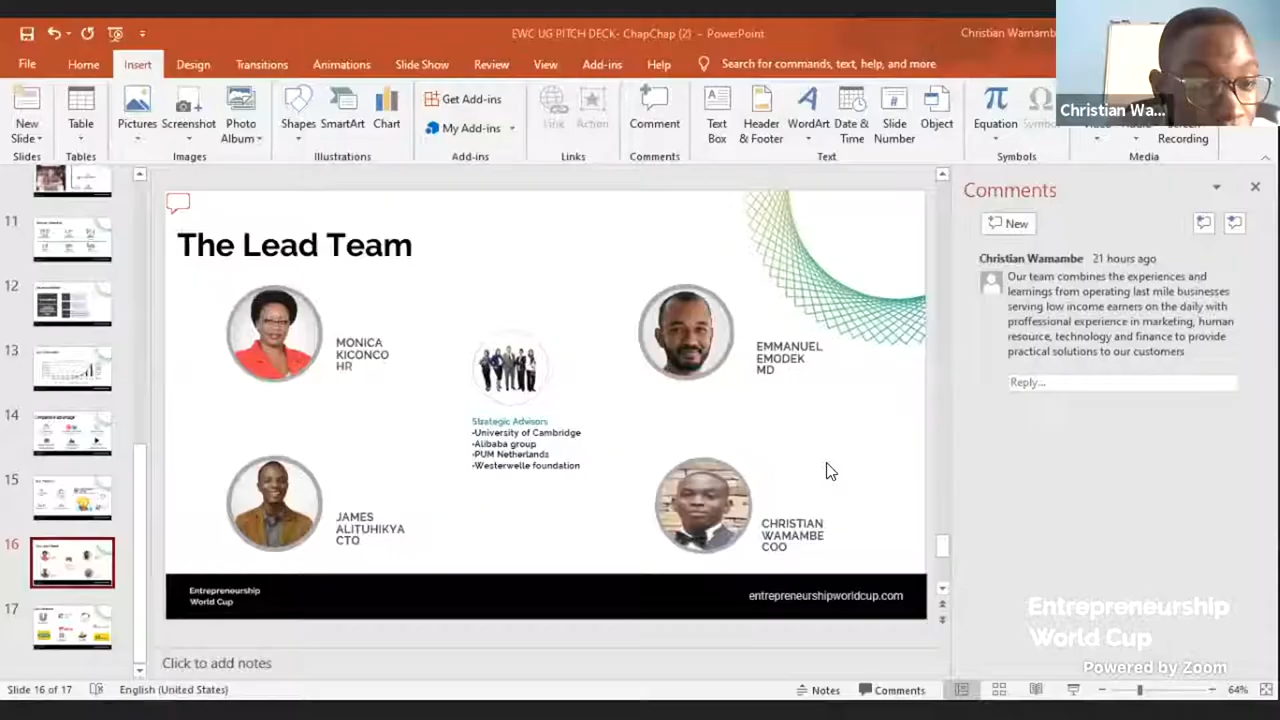 EWC UG PITCH DECK- ChapChap (2) - PowerPoint
Christian Wamambe
File Home Insert Design Transitions Animations Slide Show Review View Add-ins Help Search for commands, text, help, and more
Christian Wa...
New Slide
Table
Pictures
Screenshot
Photo Album
Shapes
SmartArt
Chart
Get Add-ins
My Add-ins
Link
Action
Comment
Text Box
Header & Footer
WordArt
Date & Time
Slide Number
Object
Equation
Screen Recording
Slides
Tables
Images
Illustrations
Add-ins
Links
Comments
Text
Symbols
Media
11
12
13
14
15
16
17
The Lead Team
MONICA
KICONCO
HR
EMMANUEL
EMODEK
MD
Strategic Advisors
-University of Cambridge
-Alibaba group
-PUM Netherlands
-Westerwelle foundation
JAMES
ALITUHIKYA
CTO
CHRISTIAN
WAMAMBE
COO
Entrepreneurship
World Cup
entrepreneurshipworldcup.com
Comments
New
Christian Wamambe 21 hours ago
Our team combines the experiences and
learnings from operating last mile businesses
serving low income earners on the daily with
professional experience in marketing, human
resource, technology and finance to provide
practical solutions to our customers
Reply...
Entrepreneurship
World Cup
Powered by Zoom
Click to add notes
Slide 16 of 17 English (United States) Notes Comments 64%